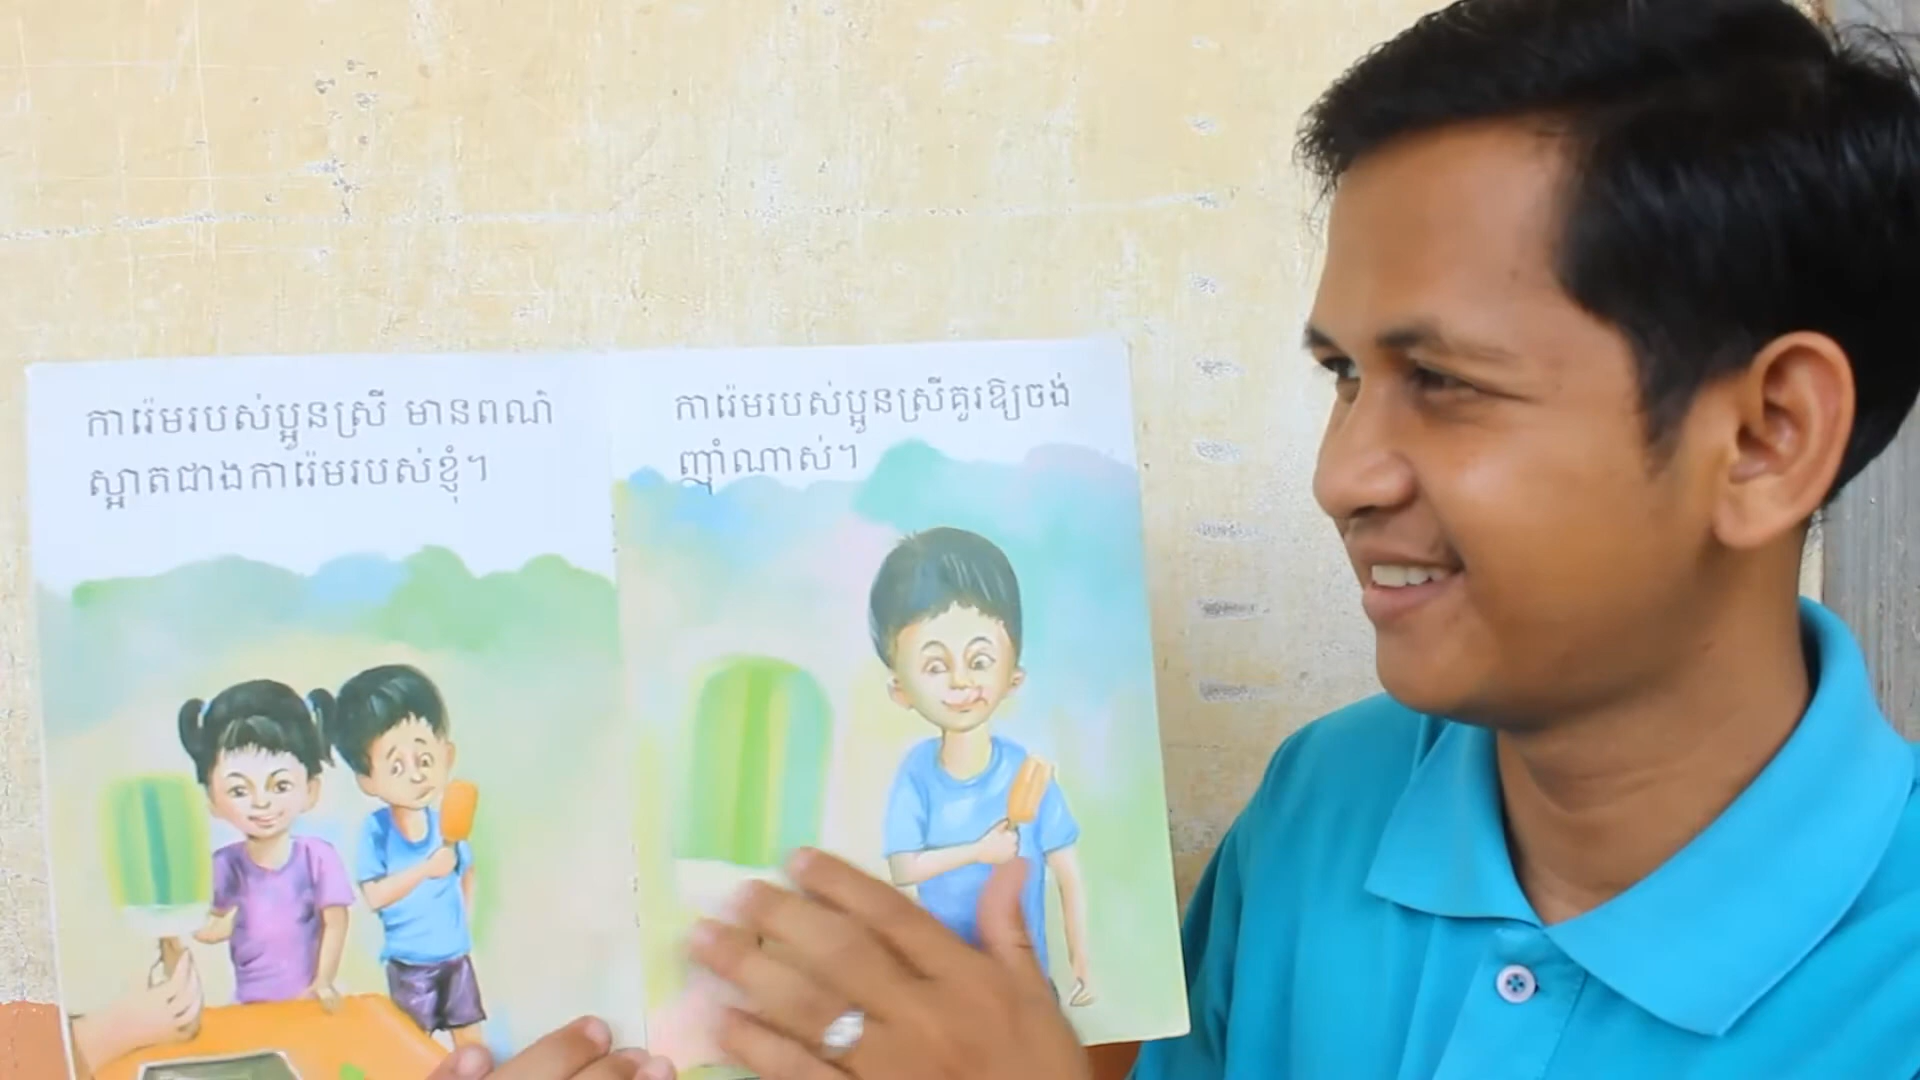 ការ៉េមរបស់ប្អូនស្រី មានពណ៌
ស្អាតជាងការ៉េមរបស់ខ្ញុំ។
ការ៉េមរបស់ប្អូនស្រីគួរឱ្យចង់
ញ៉ាំណាស់។